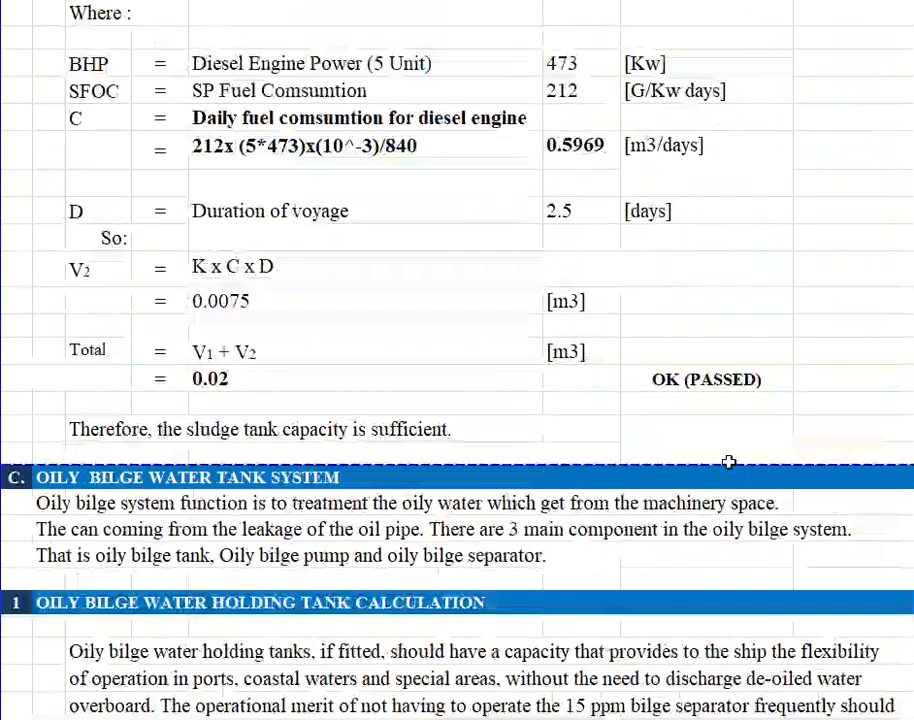 Where :
BHP = Diesel Engine Power (5 Unit) 473 [Kw]
SFOC = SP Fuel Comsumtion 212 [G/Kw days]
C = Daily fuel comsumtion for diesel engine
= 212x (5*473)x(10^-3)/840 0.5969 [m3/days]
D = Duration of voyage 2.5 [days]
So:
V2 = K x C x D
= 0.0075 [m3]
Total = V1 + V2 [m3]
= 0.02 OK (PASSED)
Therefore, the sludge tank capacity is sufficient.
C. OILY BILGE WATER TANK SYSTEM
Oily bilge system function is to treatment the oily water which get from the machinery space.
The can coming from the leakage of the oil pipe. There are 3 main component in the oily bilge system.
That is oily bilge tank, Oily bilge pump and oily bilge separator.
1 OILY BILGE WATER HOLDING TANK CALCULATION
Oily bilge water holding tanks, if fitted, should have a capacity that provides to the ship the flexibility
of operation in ports, coastal waters and special areas, without the need to discharge de-oiled water
overboard. The operational merit of not having to operate the 15 ppm bilge separator frequently should